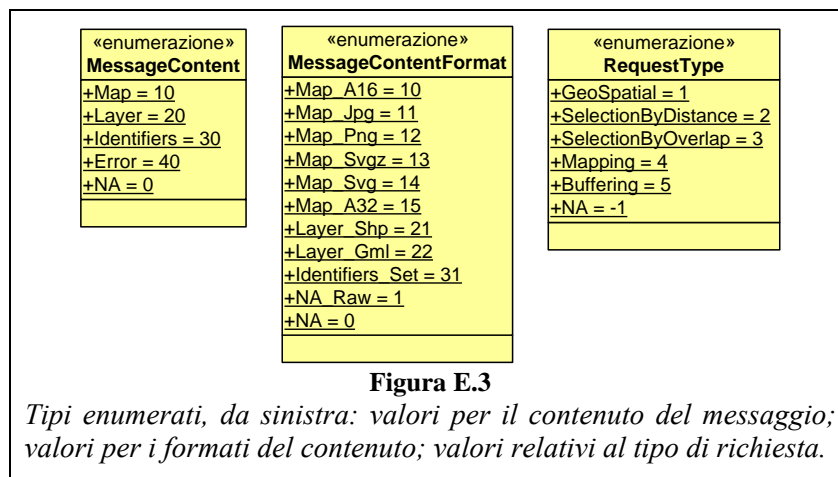 «enumerazione»
MessageContent
+Map = 10
+Layer = 20
+Identifiers = 30
+Error = 40
+NA = 0
«enumerazione»
MessageContentFormat
+Map_A16 = 10
+Map_Jpg = 11
+Map_Png = 12
+Map_Svgz = 13
+Map_Svg = 14
+Map_A32 = 15
+Layer_Shp = 21
+Layer_Gml = 22
+Identifiers_Set = 31
+NA_Raw = 1
+NA = 0
«enumerazione»
RequestType
+GeoSpatial = 1
+SelectionByDistance = 2
+SelectionByOverlap = 3
+Mapping = 4
+Buffering = 5
+NA = -1
Figura E.3
Tipi enumerati, da sinistra: valori per il contenuto del messaggio;
valori per i formati del contenuto; valori relativi al tipo di richiesta.